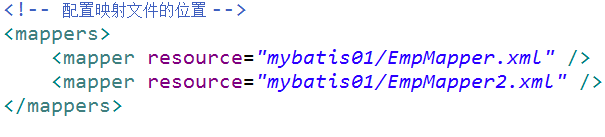 <!-- 配置映射文件的位置 -->
<mappers>
    <mapper resource="mybatis01/EmpMapper.xml" />
    <mapper resource="mybatis01/EmpMapper2.xml" />
</mappers>